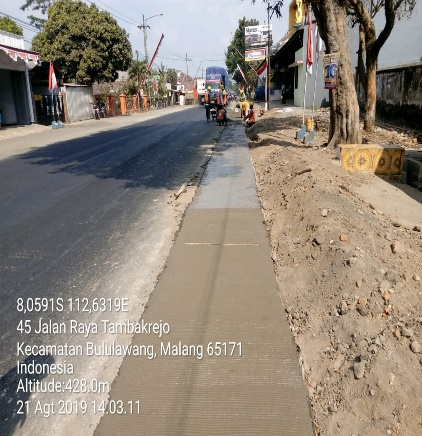 8,0591S 112,6319E
45 Jalan Raya Tambakrejo
Kecamatan Bululawang, Malang 65171
Indonesia
Altitude:428.0m
21 Agt 2019 14.03.11